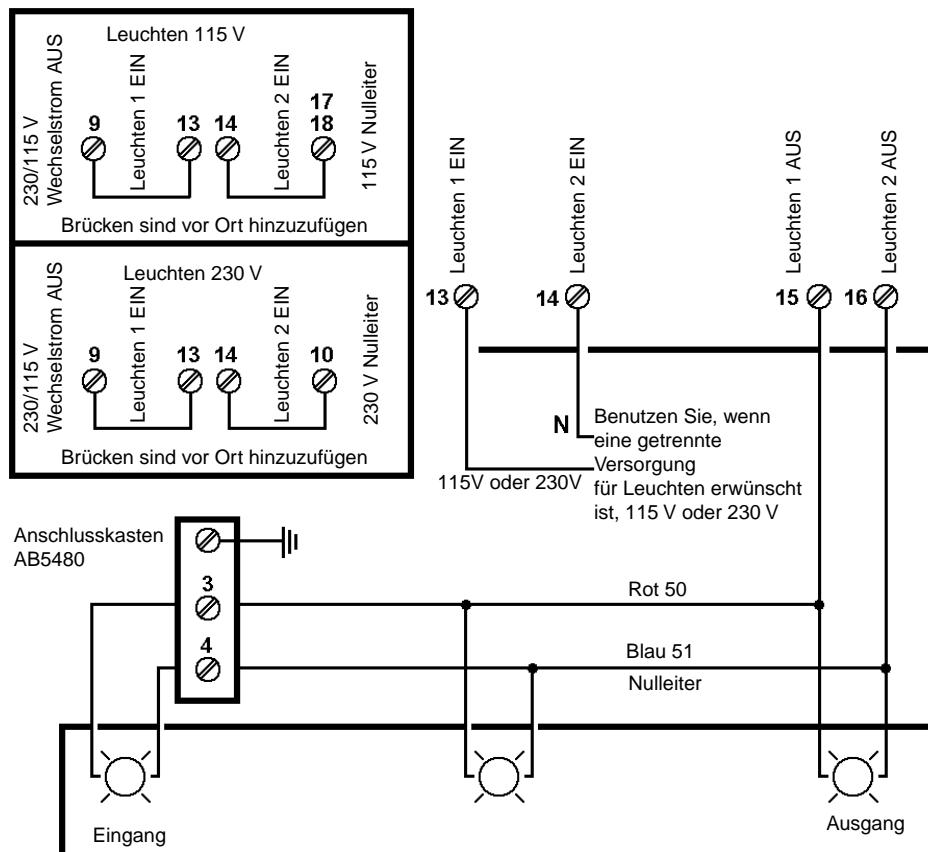 Leuchten 115 V
230/115 V
Wechselstrom AUS
Leuchten 1 EIN
Leuchten 2 EIN
115 V Nulleiter
9
13
14
17
18
Brücken sind vor Ort hinzuzufügen
Leuchten 230 V
230/115 V
Wechselstrom AUS
Leuchten 1 EIN
Leuchten 2 EIN
230 V Nulleiter
9
13
14
10
Brücken sind vor Ort hinzuzufügen
Leuchten 1 EIN
Leuchten 2 EIN
Leuchten 1 AUS
Leuchten 2 AUS
13
14
15
16
N
115V oder 230V
Benutzen Sie, wenn
eine getrennte
Versorgung
für Leuchten erwünscht
ist, 115 V oder 230 V
Anschlusskasten
AB5480
3
4
Rot 50
Blau 51
Nulleiter
Eingang
Ausgang